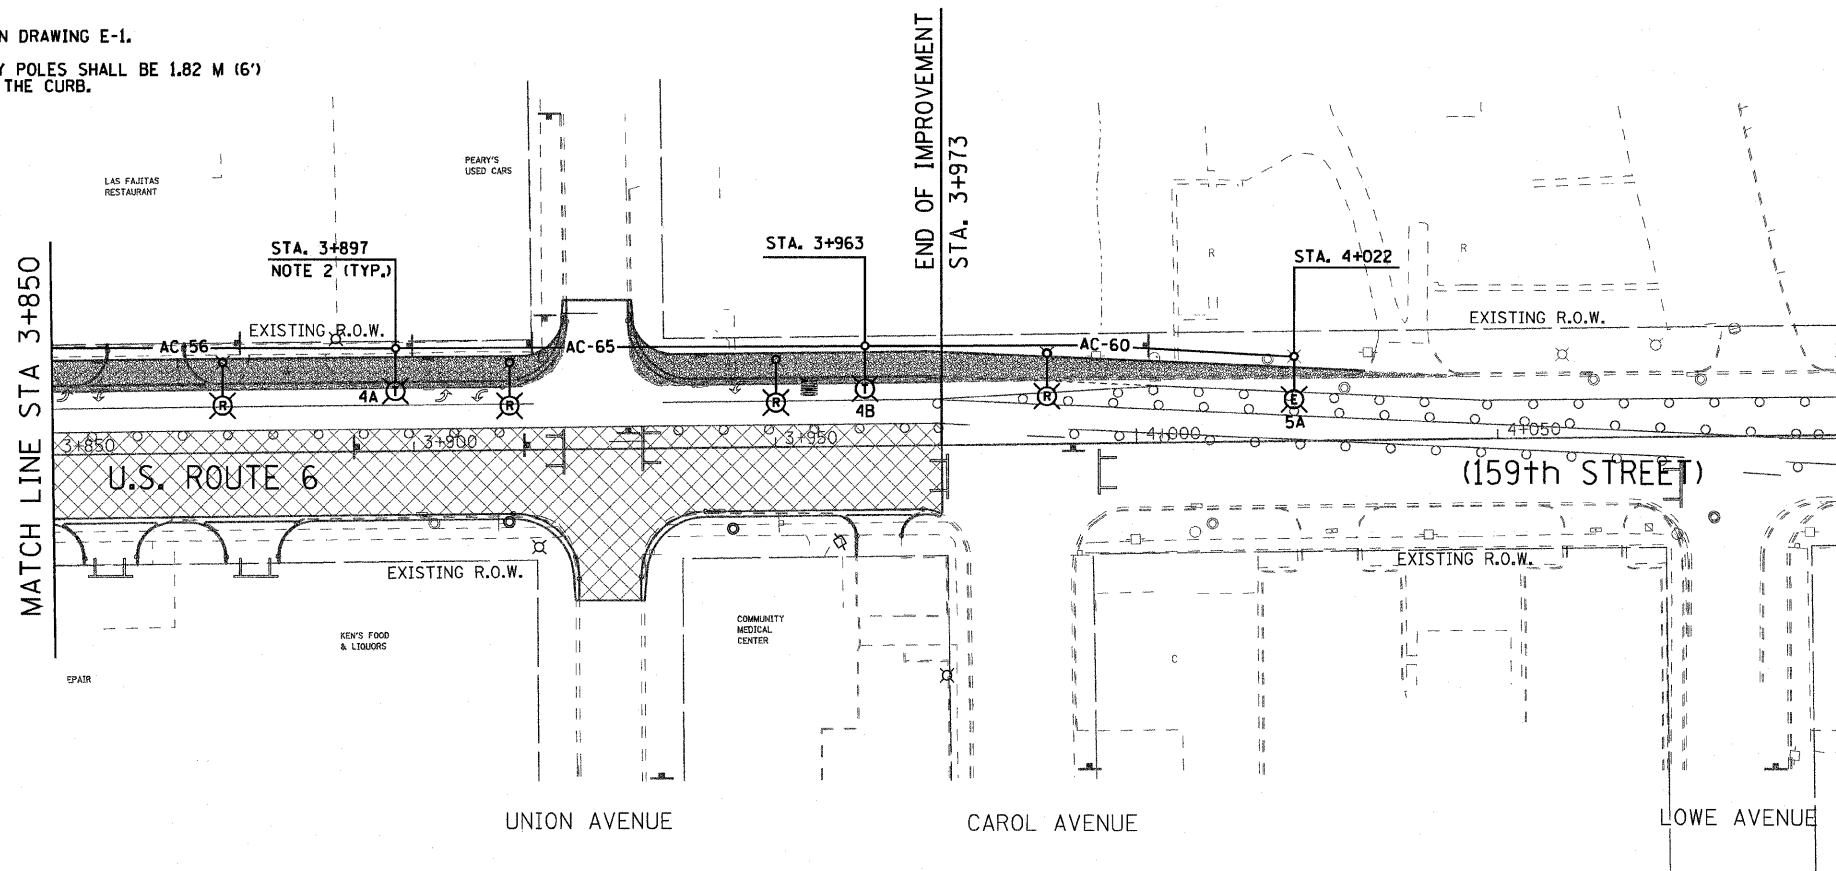 N DRAWING E-1.
Y POLES SHALL BE 1.82 M (6')
THE CURB.
LAS FAJITAS
RESTAURANT
PEARY'S
USED CARS
END OF IMPROVEMENT
STA. 3+973
MATCH LINE STA 3+850
STA. 3+897
NOTE 2 (TYP.)
STA. 3+963
STA. 4+022
R
R
EXISTING R.O.W.
EXISTING R.O.W.
AC-56
AC-65
AC-60
R
4A
T
R
R
T
4B
R
E
5A
3+850
3+900
3+950
4+000
4+050
U.S. ROUTE 6
(159th STREET)
EXISTING R.O.W.
EXISTING R.O.W.
KEN'S FOOD
& LIQUORS
COMMUNITY
MEDICAL
CENTER
C
EPAIR
UNION AVENUE
CAROL AVENUE
LOWE AVENUE